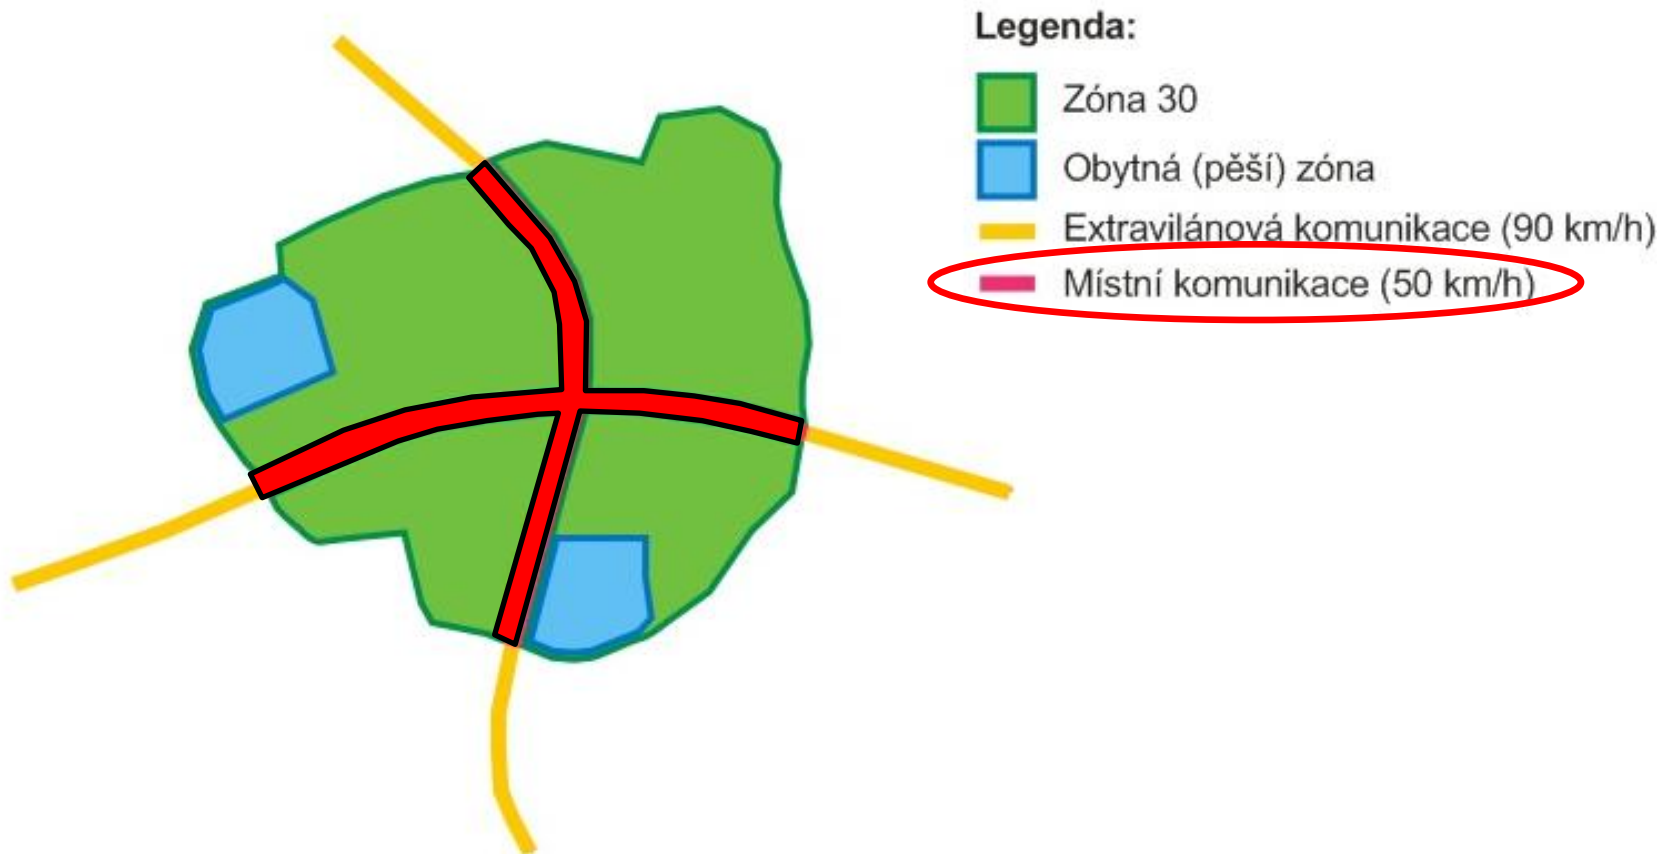 Legenda:
Zóna 30
Obytná (pěší) zóna
Extravilánová komunikace (90 km/h)
Místní komunikace (50 km/h)